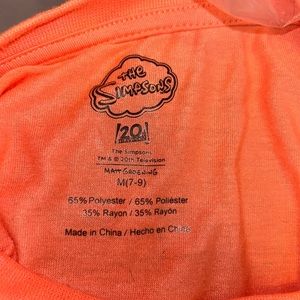 THE
SIMPSONS
20
The Simpsons
TM & © 20th Television
MATT GROENING
M(7-9)
65% Polyester / 65% Poliéster
35% Rayon / 35% Rayon
Made in China / Hecho en China